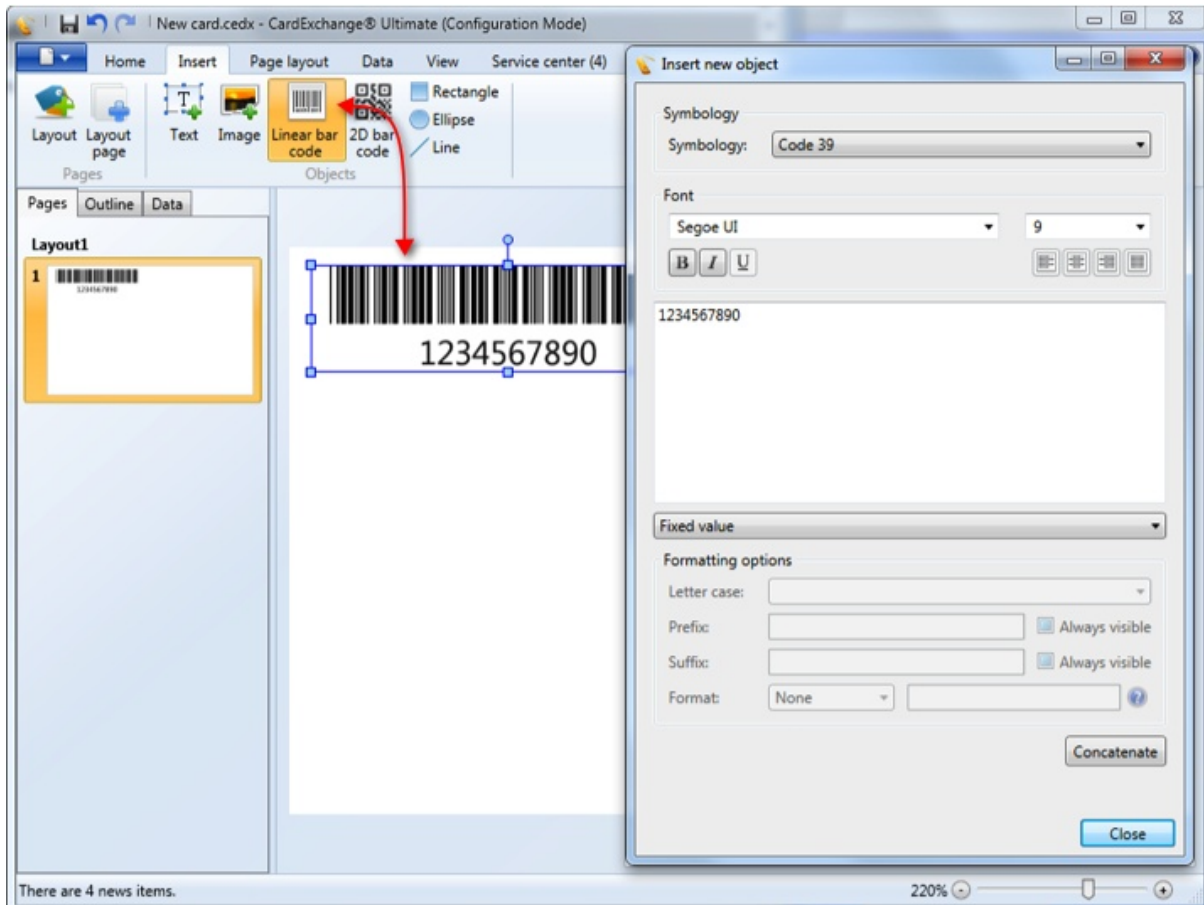 New card.cedx - CardExchange® Ultimate (Configuration Mode)
Home Insert Page layout Data View Service center (4)
Layout
Layout page
Pages
Text
Image
Linear bar code
2D bar code
Rectangle
Ellipse
Line
Objects
Pages Outline Data
Layout1
1
1234567890
1234567890
Insert new object
Symbology
Symbology: Code 39
Font
Segoe UI 9
B I U
1234567890
Fixed value
Formatting options
Letter case:
Prefix: Always visible
Suffix: Always visible
Format: None
Concatenate
Close
There are 4 news items.
220%